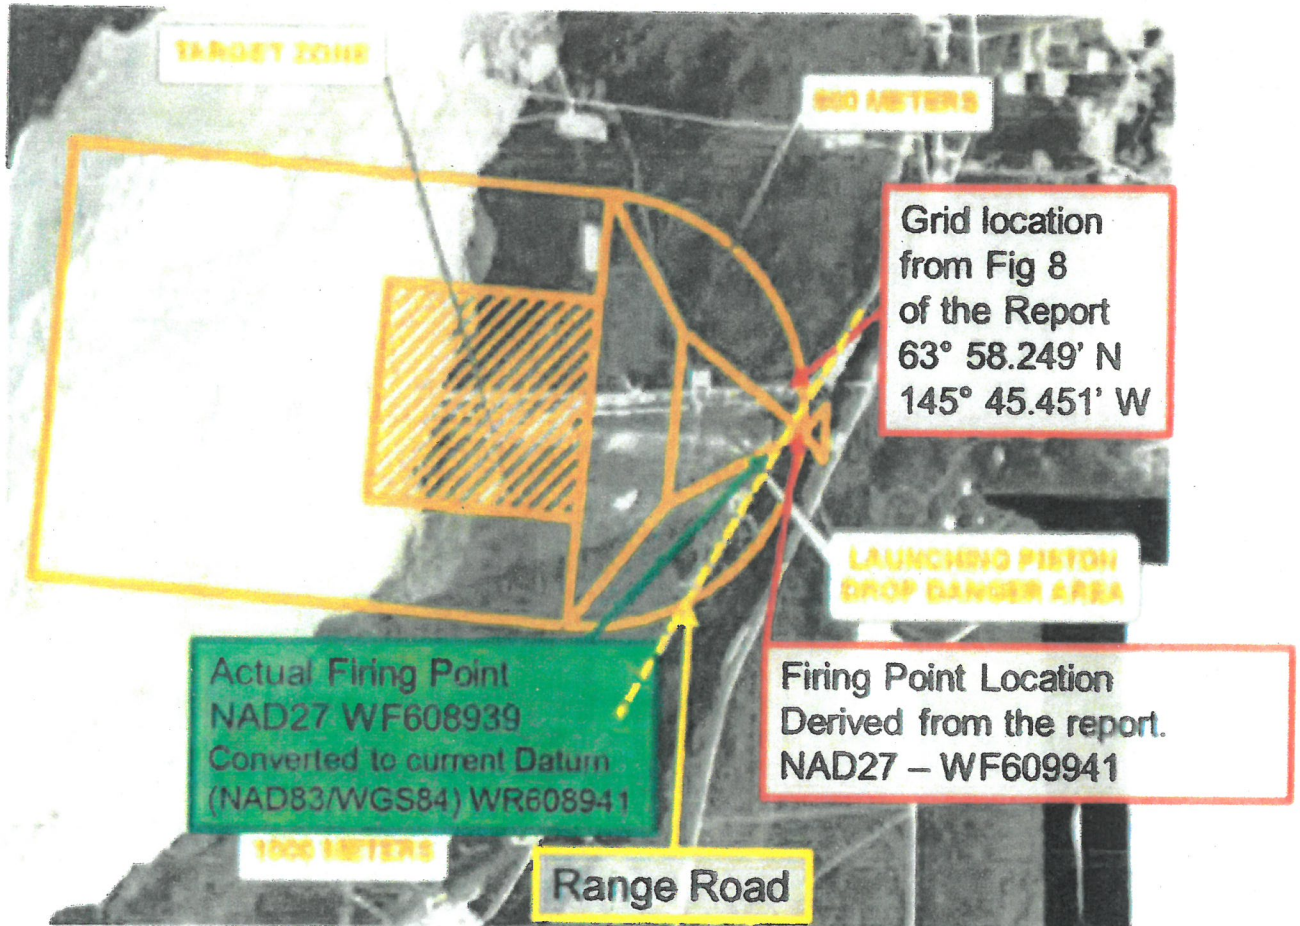 TARGET ZONE
600 METERS
Grid location
from Fig 8
of the Report
63° 58.249' N
145° 45.451' W
LAUNCHING PISTON
DROP DANGER AREA
Actual Firing Point
NAD27 WF608939
Converted to current Datum
(NAD83/WGS84) WR608941
Firing Point Location
Derived from the report.
NAD27 – WF609941
1000 METERS
Range Road